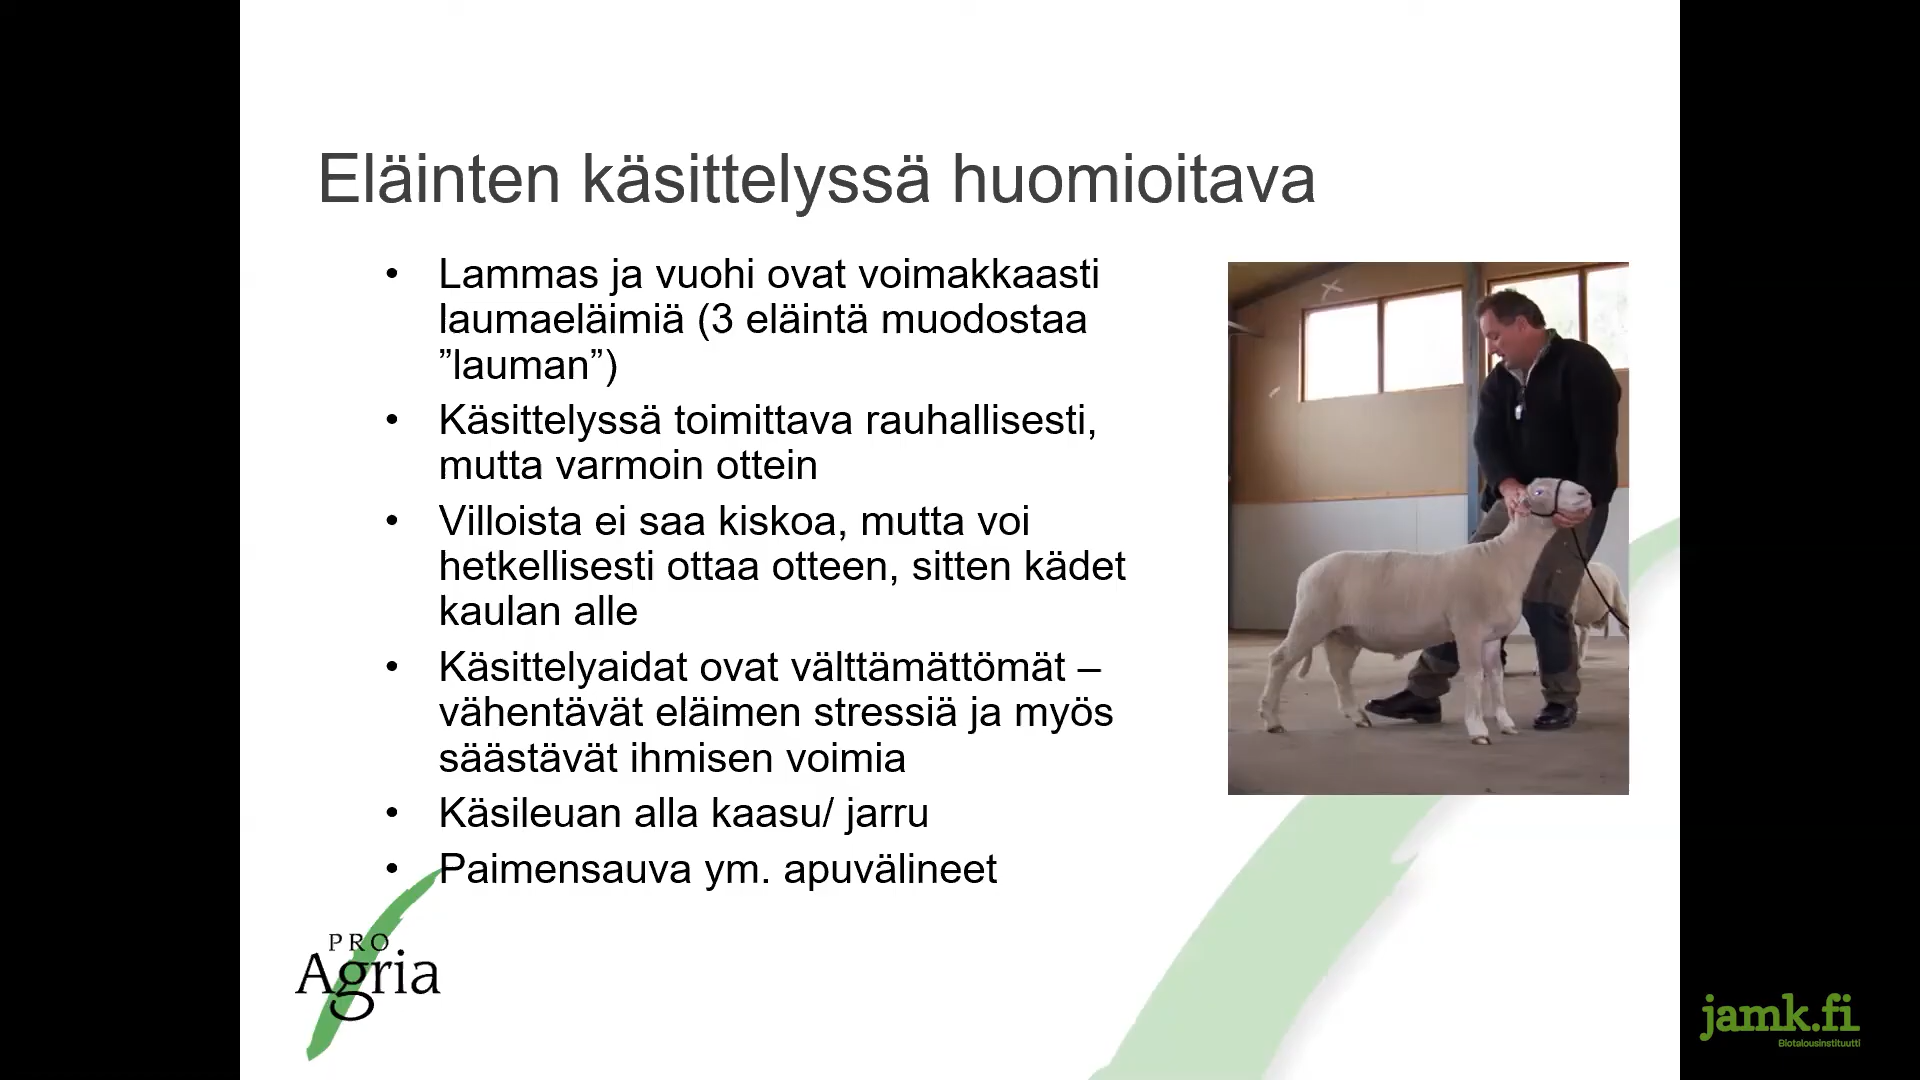 Eläinten käsittelyssä huomioitava
• Lammas ja vuohi ovat voimakkaasti
laumaeläimiä (3 eläintä muodostaa
”lauman”)
• Käsittelyssä toimittava rauhallisesti,
mutta varmoin ottein
• Villoista ei saa kiskoa, mutta voi
hetkellisesti ottaa otteen, sitten kädet
kaulan alle
• Käsittelyaidat ovat välttämättömät –
vähentävät eläimen stressiä ja myös
säästävät ihmisen voimia
• Käsileuan alla kaasu/ jarru
• Paimensauva ym. apuvälineet
PRO
Agria
jamk.fi
Biotalousinstituutti